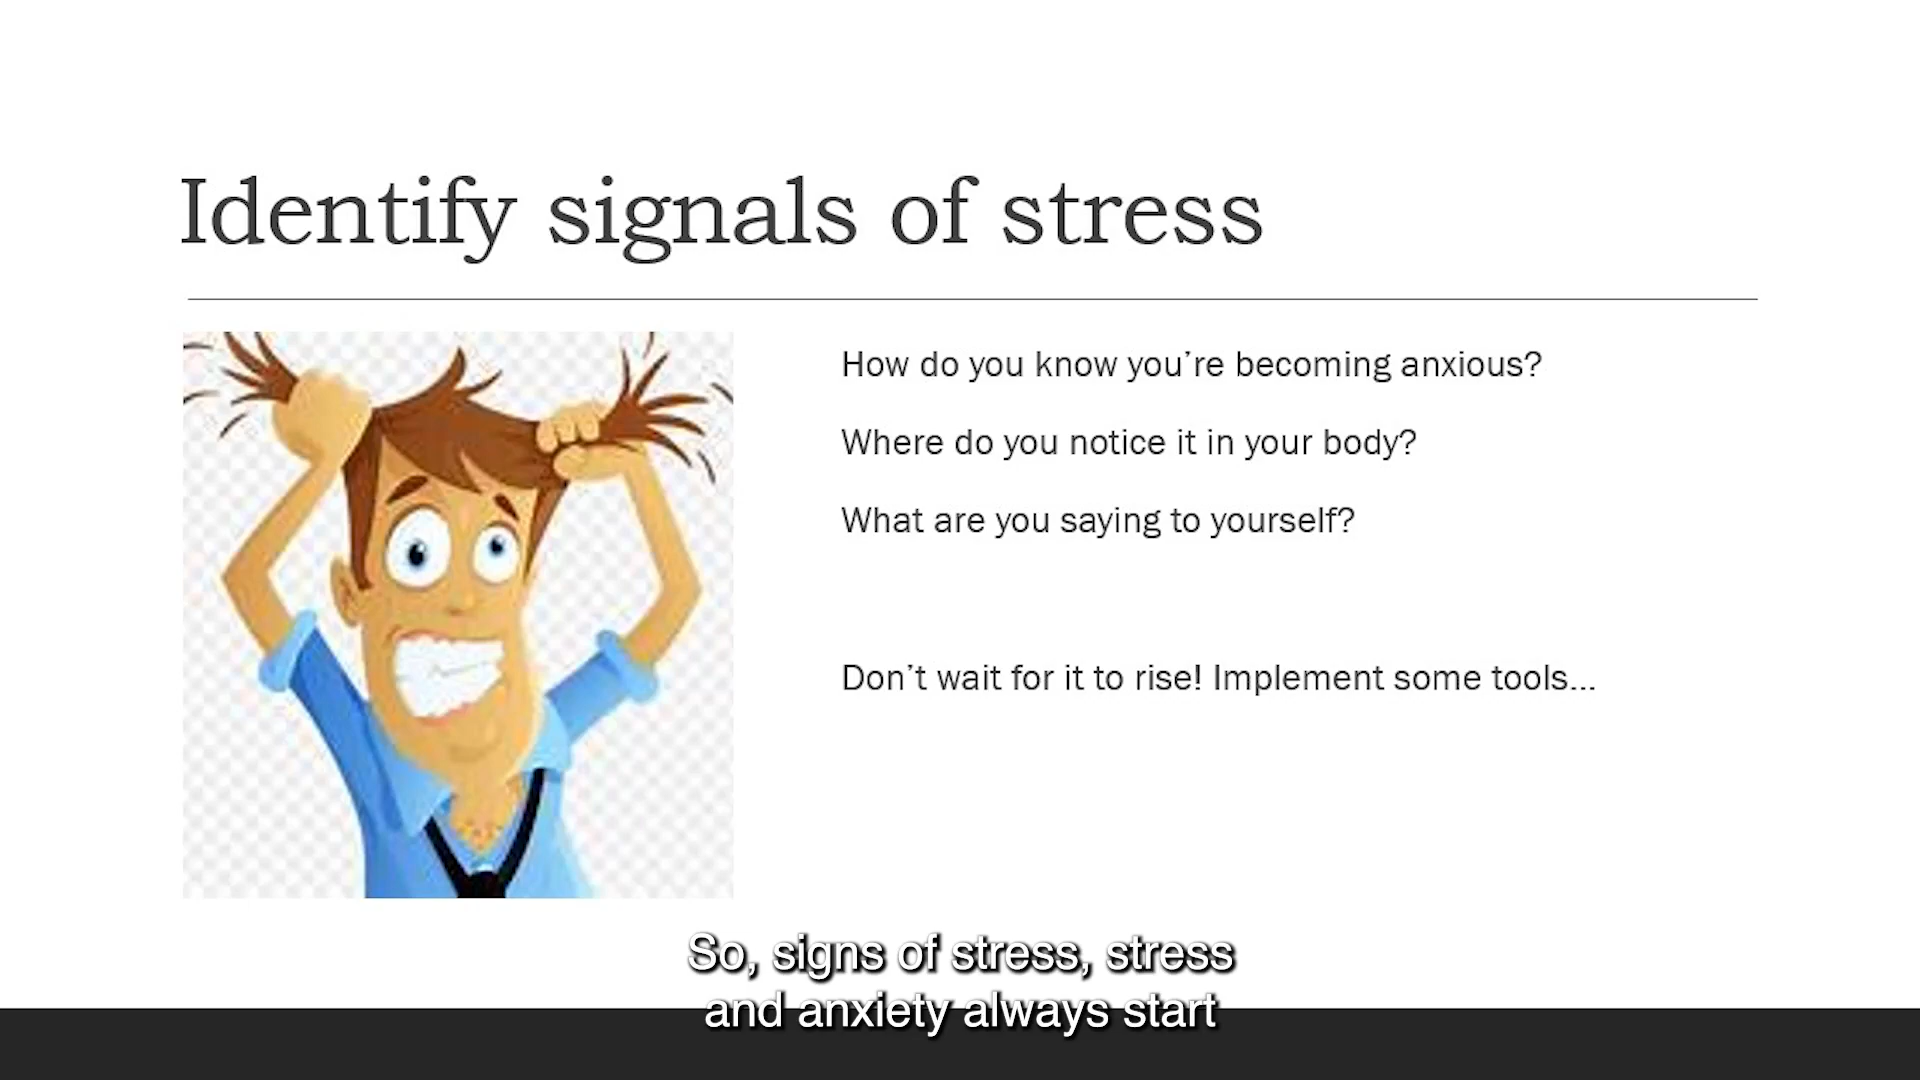 Identify signals of stress
How do you know you’re becoming anxious?
Where do you notice it in your body?
What are you saying to yourself?
Don’t wait for it to rise! Implement some tools...
So, signs of stress, stress
and anxiety always start